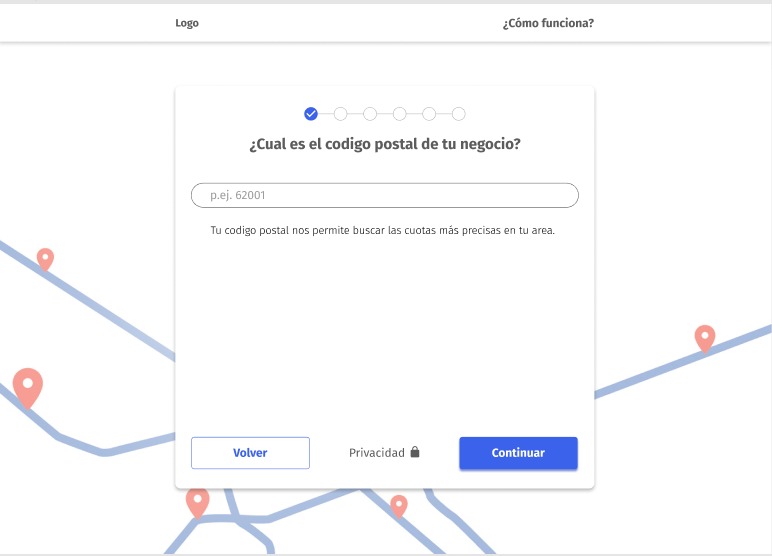 Logo
¿Cómo funciona?
¿Cual es el codigo postal de tu negocio?
p.ej. 62001
Tu codigo postal nos permite buscar las cuotas más precisas en tu area.
Volver
Privacidad
Continuar